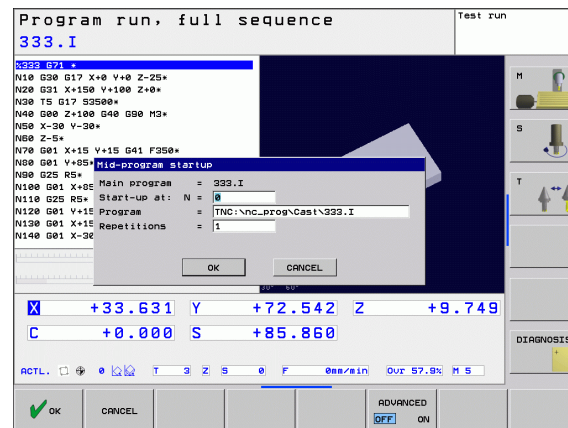 Program run, full sequence
Test run
333.I
%333 G71 *
N10 G30 G17 X+0 Y+0 Z-25*
N20 G31 X+150 Y+100 Z+0*
N30 T5 G17 S3500*
N40 G00 Z+100 G40 G90 M3*
N50 X-30 Y-30*
N60 Z-5*
N70 G01 X+15 Y+15 G41 F350*
N80 G01 Y+85*
N90 G25 R5*
N100 G01 X+85
N110 G25 R5*
N120 G01 Y+15
N130 G01 X+15
N140 G01 X-30
Mid-program startup
Main program = 333.I
Start-up at: N = 0
Program = TNC:\nc_prog\Cast\333.I
Repetitions = 1
OK CANCEL
30° 60°
M
S
T
DIAGNOSIS
X +33.631 Y +72.542 Z +9.749
C +0.000 S +85.860
ACTL. 0 T 3 Z S 0 F 0mm/min Ovr 57.9% M 5
OK CANCEL ADVANCED
OFF ON